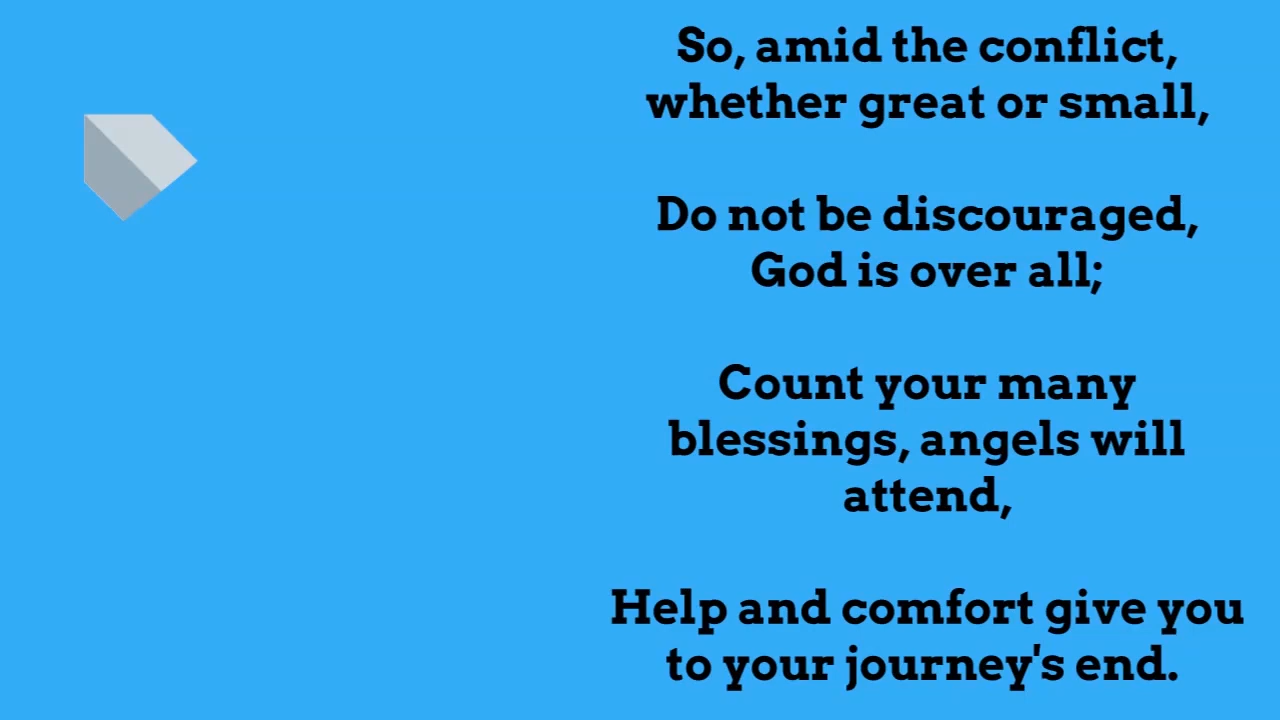 So, amid the conflict,
whether great or small,
Do not be discouraged,
God is over all;
Count your many
blessings, angels will
attend,
Help and comfort give you
to your journey's end.